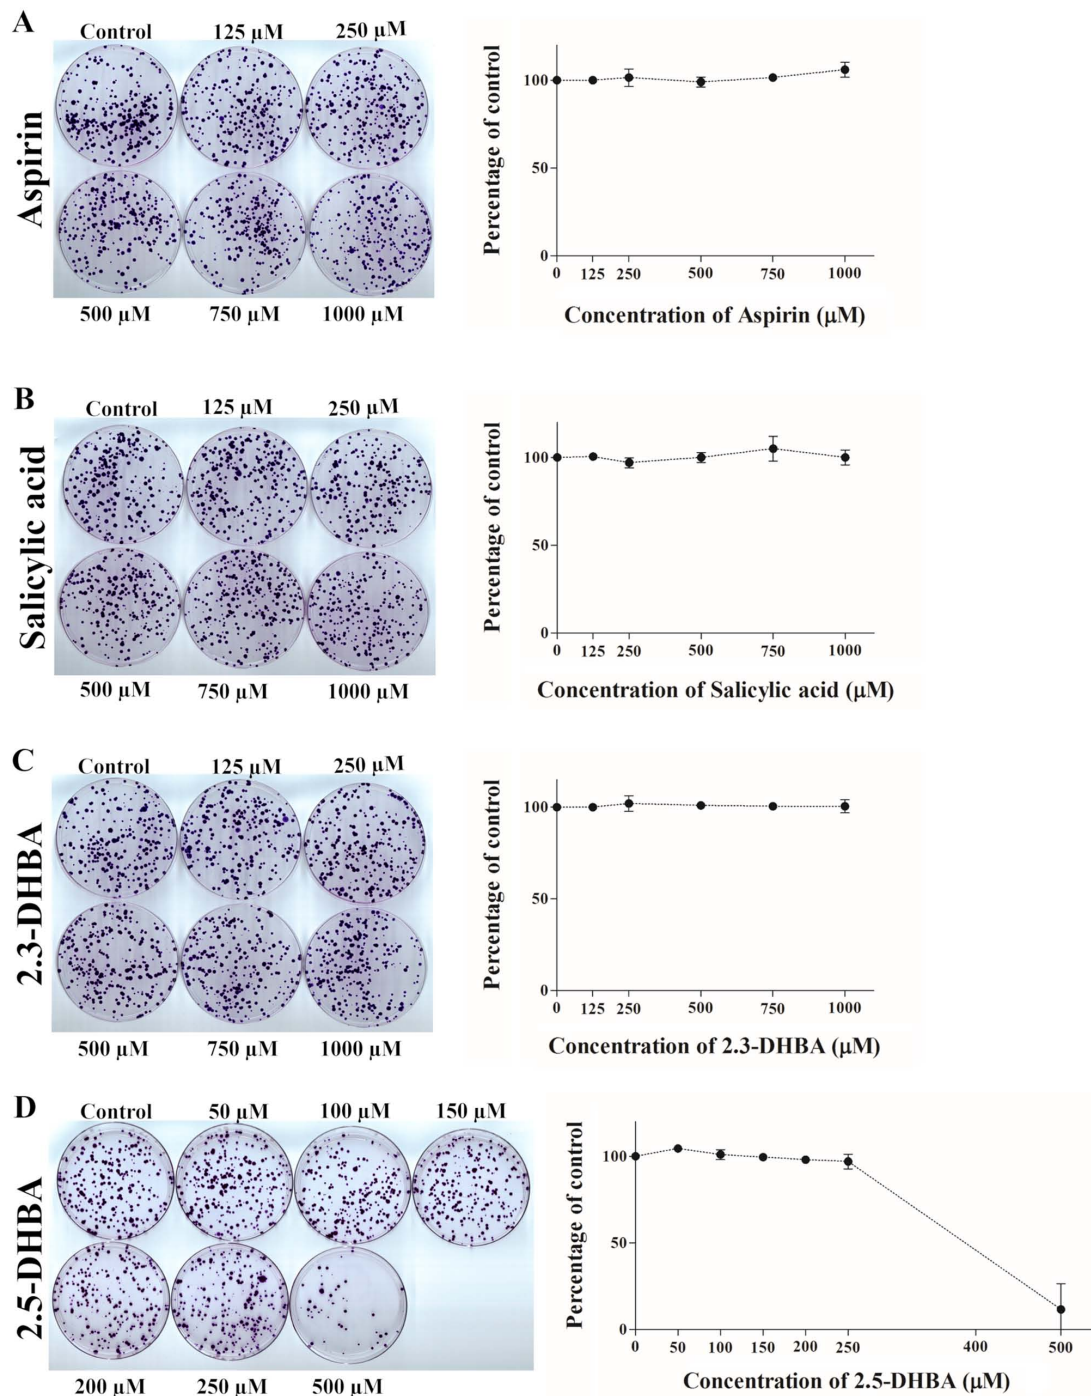 A
Control 125 µM 250 µM
Aspirin
500 µM 750 µM 1000 µM
Percentage of control
100
50
0
0 125 250 500 750 1000
Concentration of Aspirin (µM)
B
Control 125 µM 250 µM
Salicylic acid
500 µM 750 µM 1000 µM
Percentage of control
100
50
0
0 125 250 500 750 1000
Concentration of Salicylic acid (µM)
C
Control 125 µM 250 µM
2.3-DHBA
500 µM 750 µM 1000 µM
Percentage of control
100
50
0
0 125 250 500 750 1000
Concentration of 2.3-DHBA (µM)
D
Control 50 µM 100 µM 150 µM
2.5-DHBA
200 µM 250 µM 500 µM
Percentage of control
100
50
0
0 50 100 150 200 250 400 500
Concentration of 2.5-DHBA (µM)